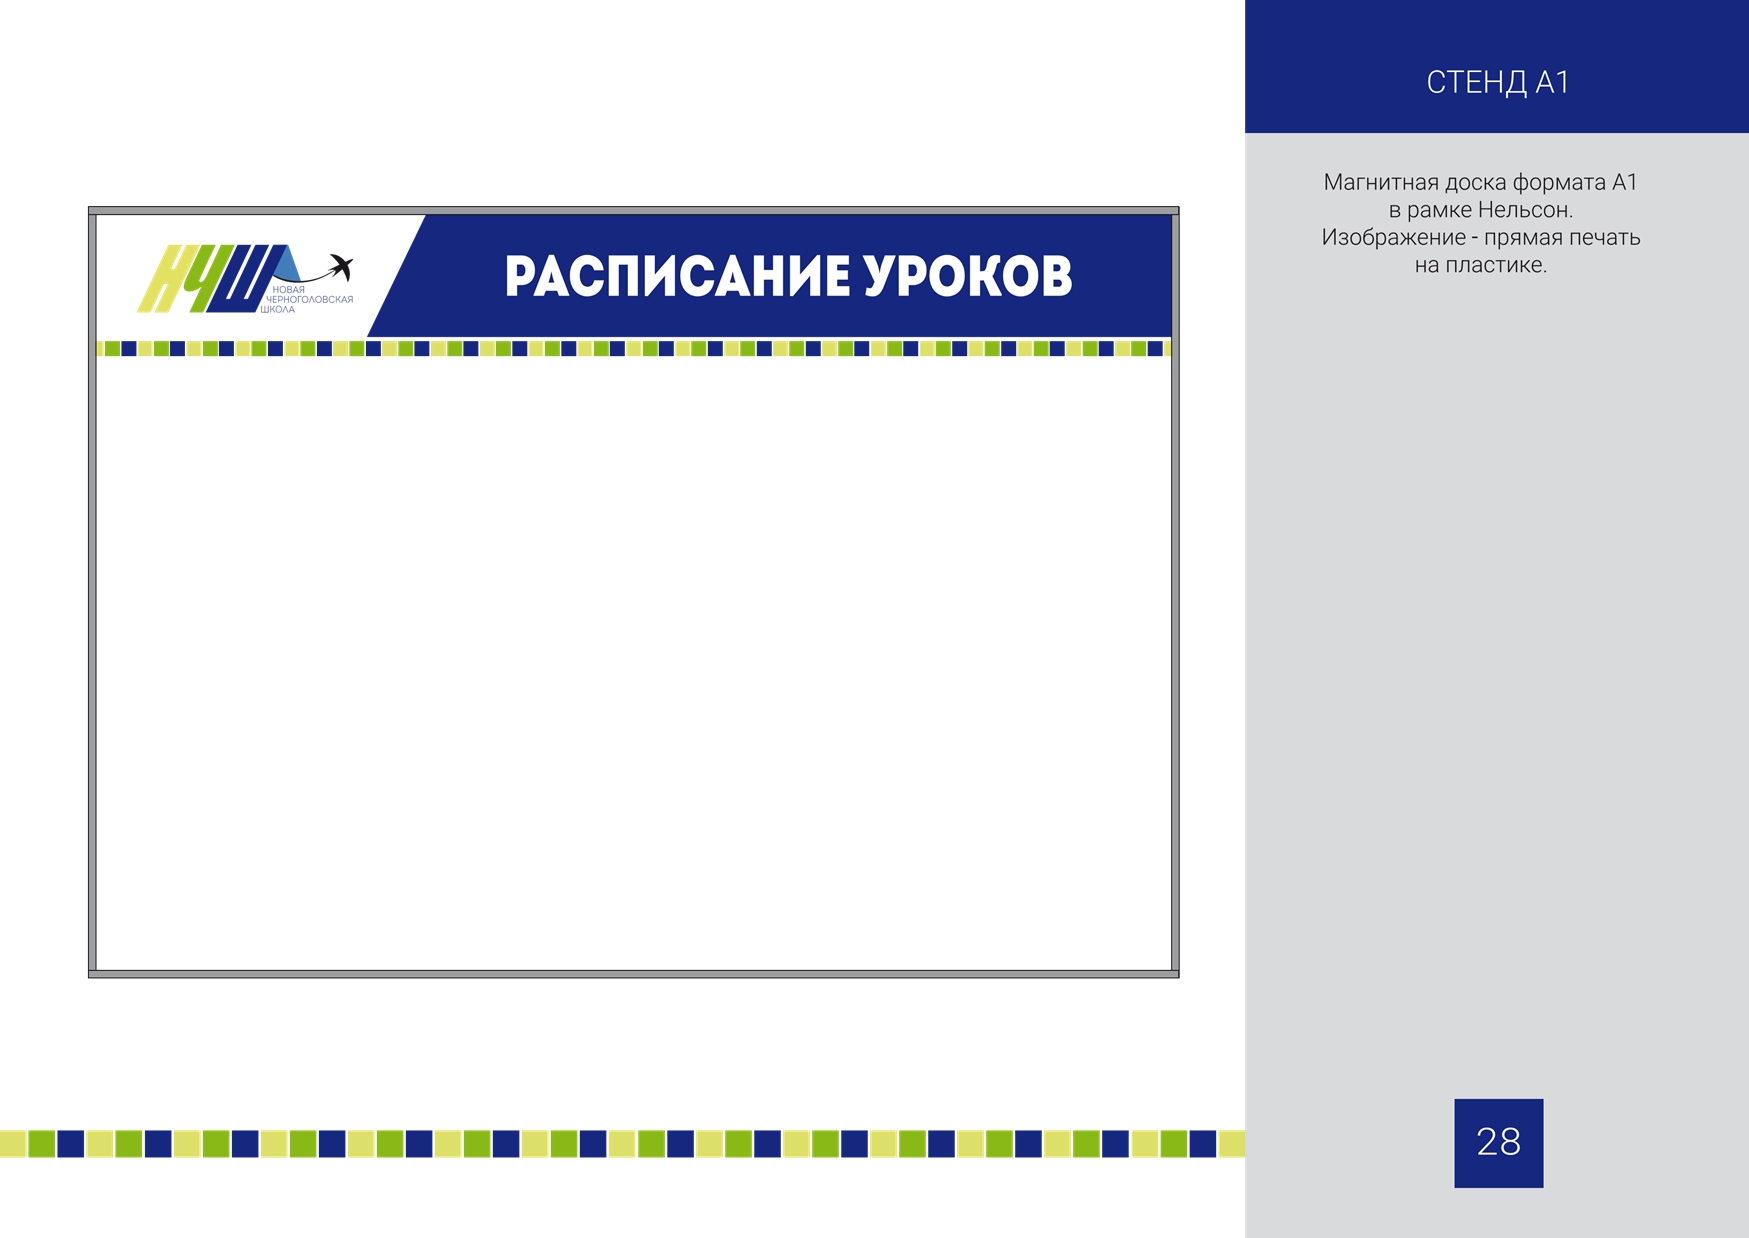 СТЕНД А1
Магнитная доска формата А1
в рамке Нельсон.
Изображение - прямая печать
на пластике.
НЧШ
НОВАЯ
ЧЕРНОГОЛОВСКАЯ
ШКОЛА
РАСПИСАНИЕ УРОКОВ
28